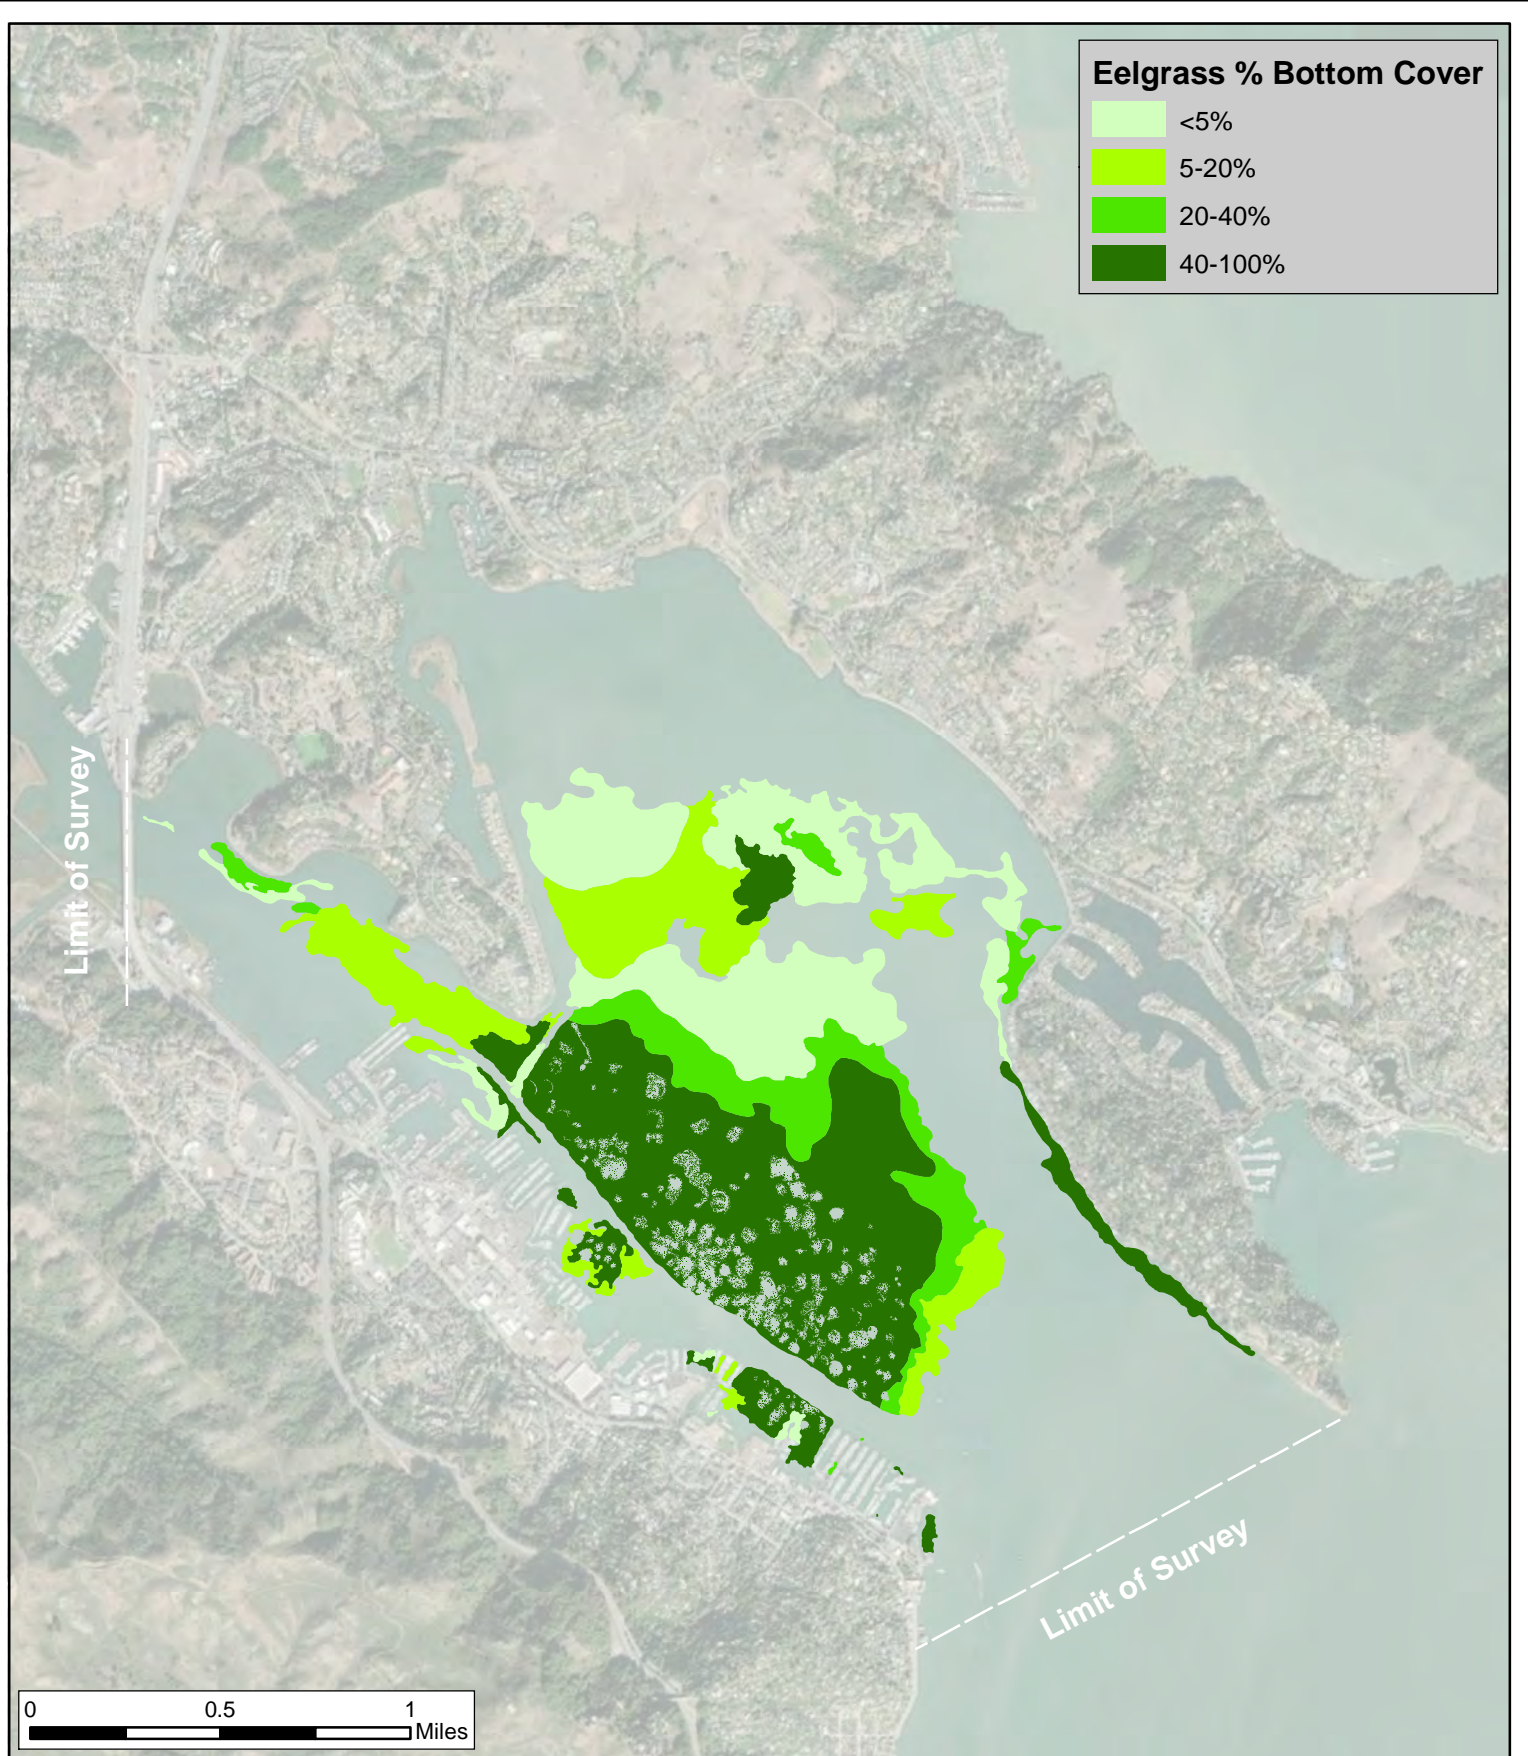 Eelgrass % Bottom Cover
<5%
5-20%
20-40%
40-100%
Limit of Survey
Limit of Survey
0 0.5 1
Miles